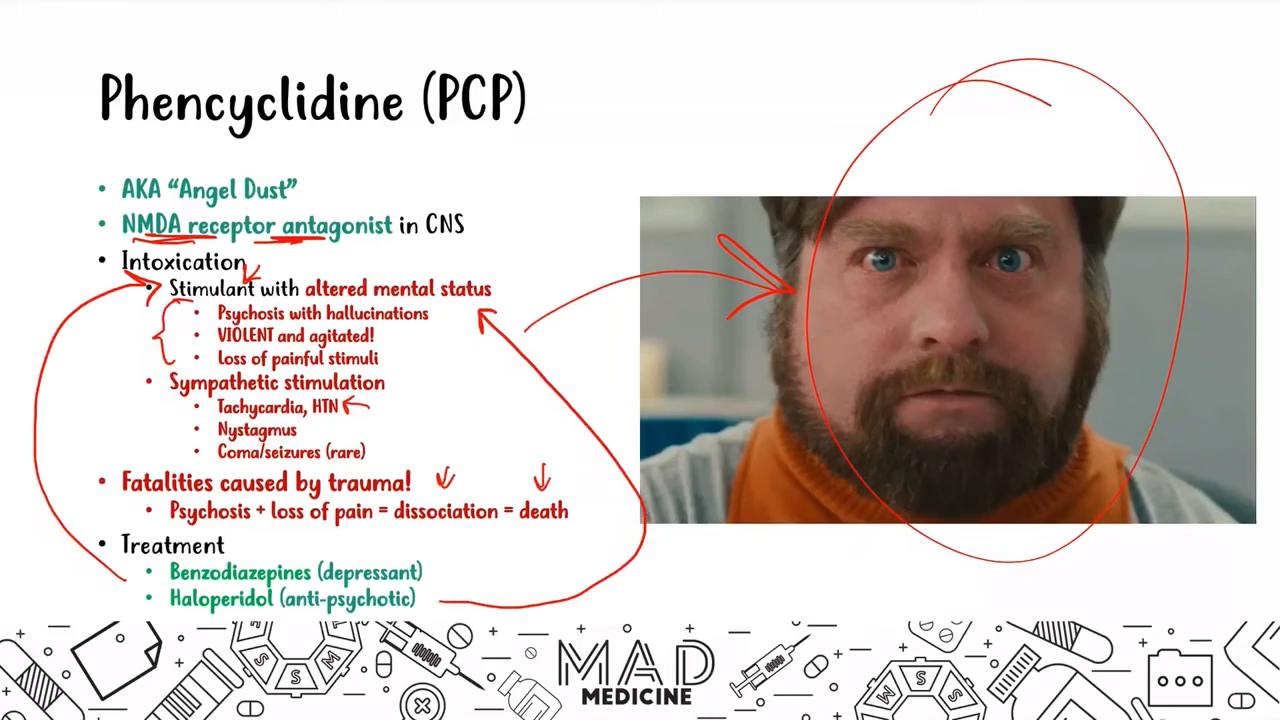 Phencyclidine (PCP)
• AKA “Angel Dust”
• NMDA receptor antagonist in CNS
• Intoxication
• Stimulant with altered mental status
• Psychosis with hallucinations
• VIOLENT and agitated!
• Loss of painful stimuli
• Sympathetic stimulation
• Tachycardia, HTN
• Nystagmus
• Coma/seizures (rare)
• Fatalities caused by trauma!
• Psychosis + loss of pain = dissociation = death
• Treatment
• Benzodiazepines (depressant)
• Haloperidol (anti-psychotic)
MAD
MEDICINE